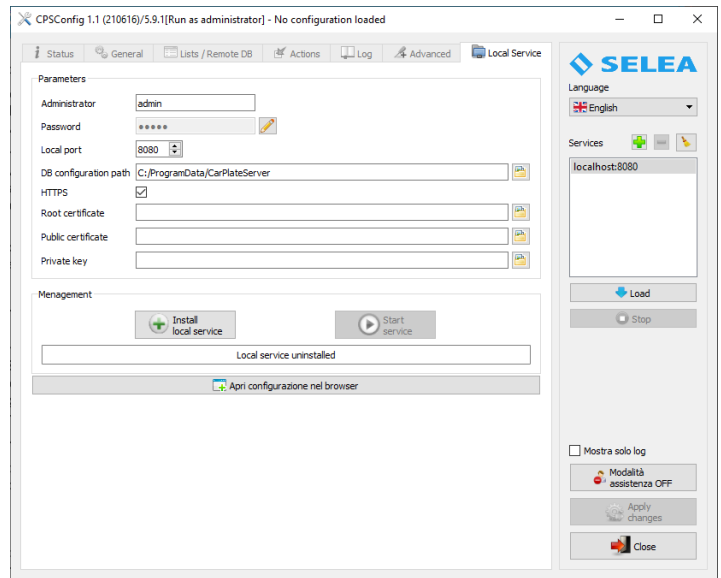 CPSConfig 1.1 (210616)/5.9.1[Run as administrator] - No configuration loaded
Status
General
Lists / Remote DB
Actions
Log
Advanced
Local Service
Parameters
Administrator
admin
Password
●●●●●
Local port
8080
DB configuration path
C:/ProgramData/CarPlateServer
HTTPS
Root certificate
Public certificate
Private key
Menagement
Install
local service
Start
service
Local service uninstalled
Apri configurazione nel browser
SELEA
Language
English
Services
localhost:8080
Load
Stop
Mostra solo log
Modalità
assistenza OFF
Apply
changes
Close